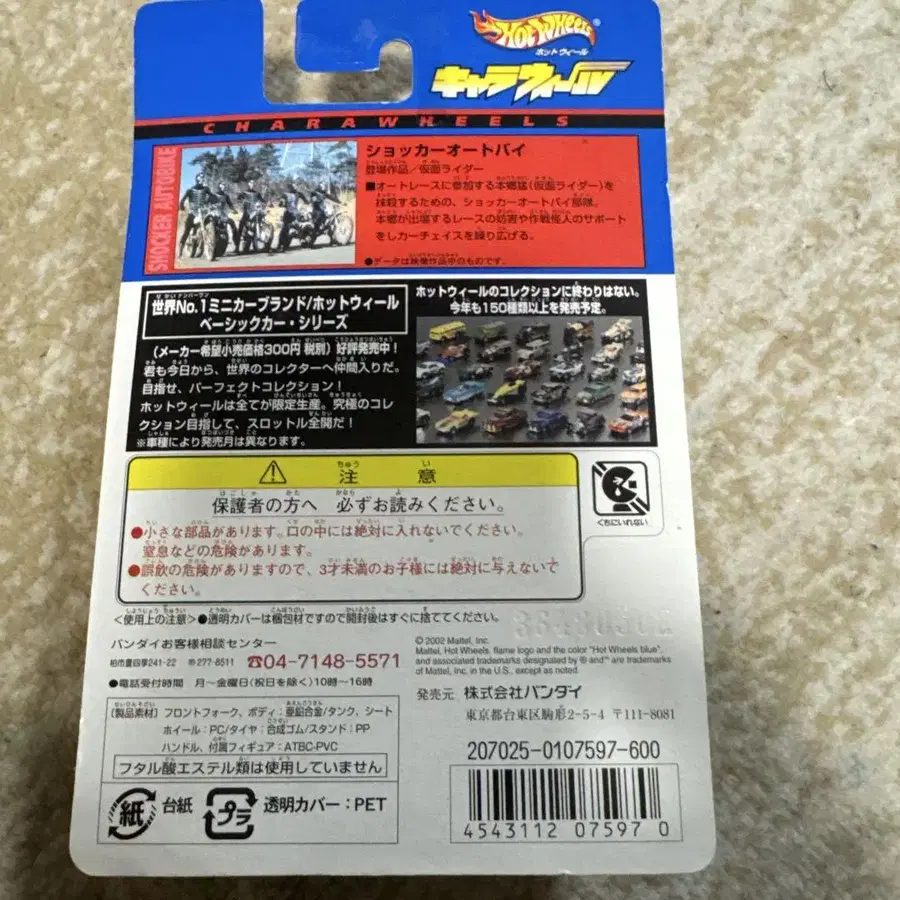 HOT WHEELS®
ホットウィール
キャラウィール
CHARAWHEELS
SHOCKER AUTOBIKE
ショッカーオートバイ
登場作品/仮面ライダー
■オートレースに参加する本郷猛(仮面ライダー)を
抹殺するための、ショッカーオートバイ部隊。
本郷が出場するレースの妨害や作戦怪人のサポート
をしカーチェイスを繰り広げる。
●データは映像作品中のものです。
世界No.1ミニカーブランド/ホットウィール
ベーシックカー・シリーズ
(メーカー希望小売価格300円 税別) 好評発売中!
君も今日から、世界のコレクターへ仲間入りだ。
目指せ、パーフェクトコレクション!
ホットウィールは全てが限定生産。究極のコレ
クション目指して、スロットル全開だ!
※車種により発売月は異なります。
ホットウィールのコレクションに終わりはない。
今年も150種類以上を発売予定。
⚠ 注意
保護者の方へ 必ずお読みください。
●小さな部品があります。口の中には絶対に入れないでください。
窒息などの危険があります。
●誤飲の危険がありますので、3才未満のお子様には絶対に与えないで
ください。
くちにいれない
<使用上の注意>●透明カバーは梱包材ですので開封後はすぐに捨ててください。
バンダイお客様相談センター
柏市豊四季241-22 〒277-8511 ☎04-7148-5571
●電話受付時間 月~金曜日(祝日を除く)10時~16時
© 2002 Mattel, Inc.
Mattel, Hot Wheels, flame logo and the color "Hot Wheels blue",
and associated trademarks designated by ® and ™ are trademarks
of Mattel, Inc. in the U.S., except as noted.
発売元 株式会社バンダイ
東京都台東区駒形2-5-4 〒111-8081
[製品素材] フロントフォーク、ボディ:亜鉛合金/タンク、シート
ホイール:PC/タイヤ:合成ゴム/スタンド:PP
ハンドル、付属フィギュア:ATBC-PVC
フタル酸エステル類は使用していません
紙 台紙 プラ 透明カバー:PET
207025-0107597-600
4543112 07597 0